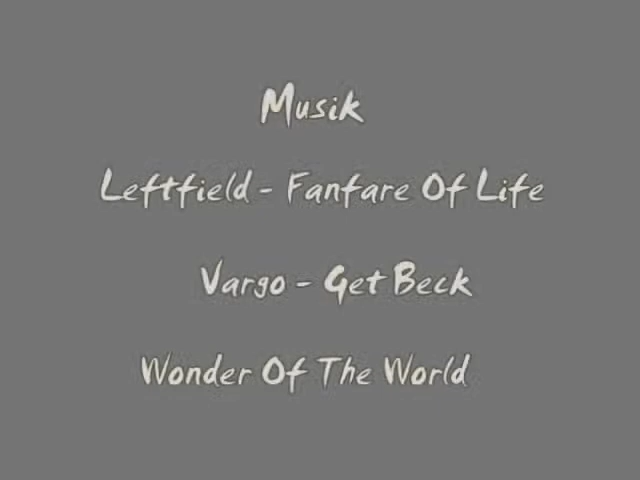 Musik
Leftfield - Fanfare Of Life
Vargo - Get Beck
Wonder Of The World